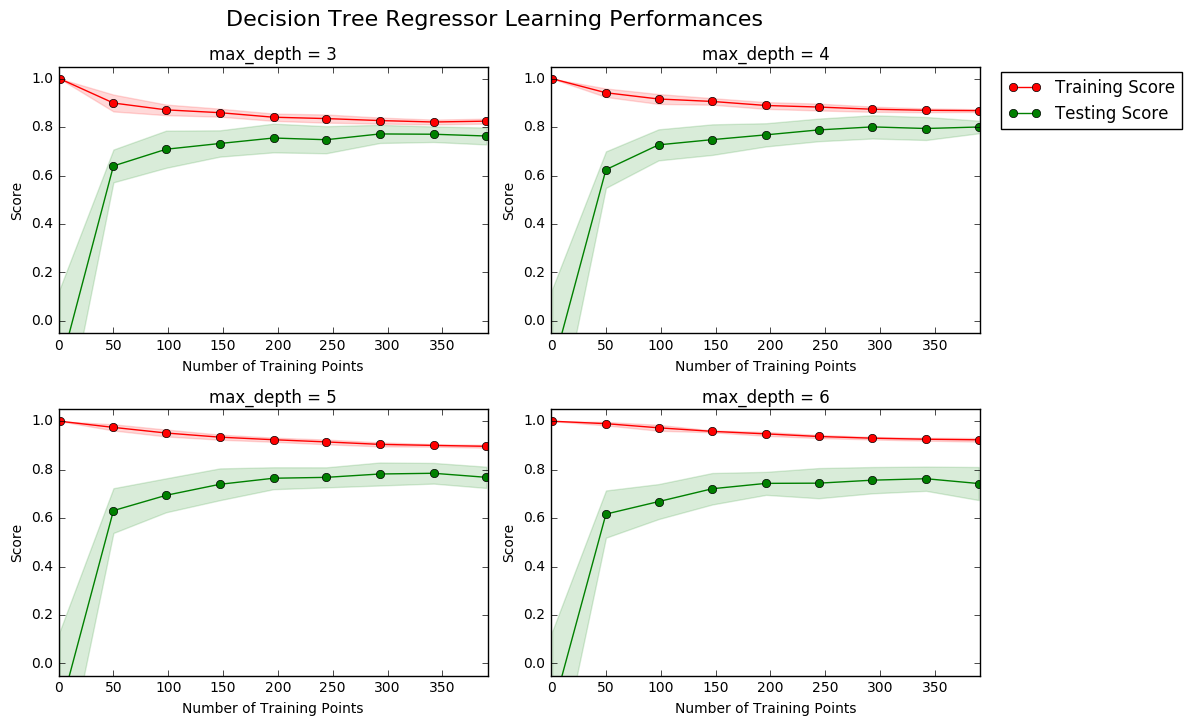 Decision Tree Regressor Learning Performances
max_depth = 3
1.0
0.8
0.6
0.4
0.2
0.0
Score
0 50 100 150 200 250 300 350
Number of Training Points
max_depth = 4
1.0
0.8
0.6
0.4
0.2
0.0
Score
0 50 100 150 200 250 300 350
Number of Training Points
Training Score
Testing Score
max_depth = 5
1.0
0.8
0.6
0.4
0.2
0.0
Score
0 50 100 150 200 250 300 350
Number of Training Points
max_depth = 6
1.0
0.8
0.6
0.4
0.2
0.0
Score
0 50 100 150 200 250 300 350
Number of Training Points